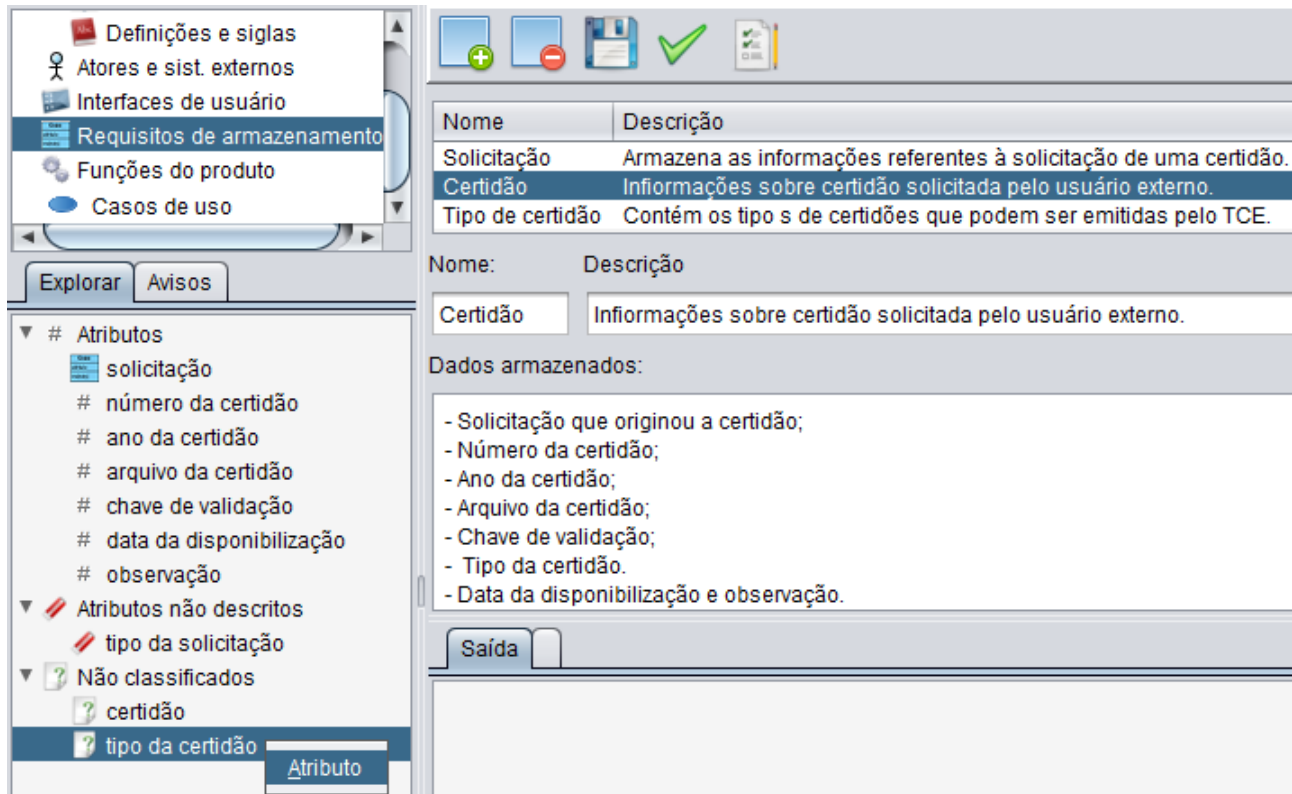 Definições e siglas
Atores e sist. externos
Interfaces de usuário
Requisitos de armazenamento
Funções do produto
Casos de uso
Explorar
Avisos
# Atributos
solicitação
# número da certidão
# ano da certidão
# arquivo da certidão
# chave de validação
# data da disponibilização
# observação
Atributos não descritos
tipo da solicitação
Não classificados
certidão
tipo da certidão
Atributo
Nome Descrição
Solicitação Armazena as informações referentes à solicitação de uma certidão.
Certidão Infiormações sobre certidão solicitada pelo usuário externo.
Tipo de certidão Contém os tipo s de certidões que podem ser emitidas pelo TCE.
Nome: Descrição
Certidão Infiormações sobre certidão solicitada pelo usuário externo.
Dados armazenados:
- Solicitação que originou a certidão;
- Número da certidão;
- Ano da certidão;
- Arquivo da certidão;
- Chave de validação;
- Tipo da certidão.
- Data da disponibilização e observação.
Saída